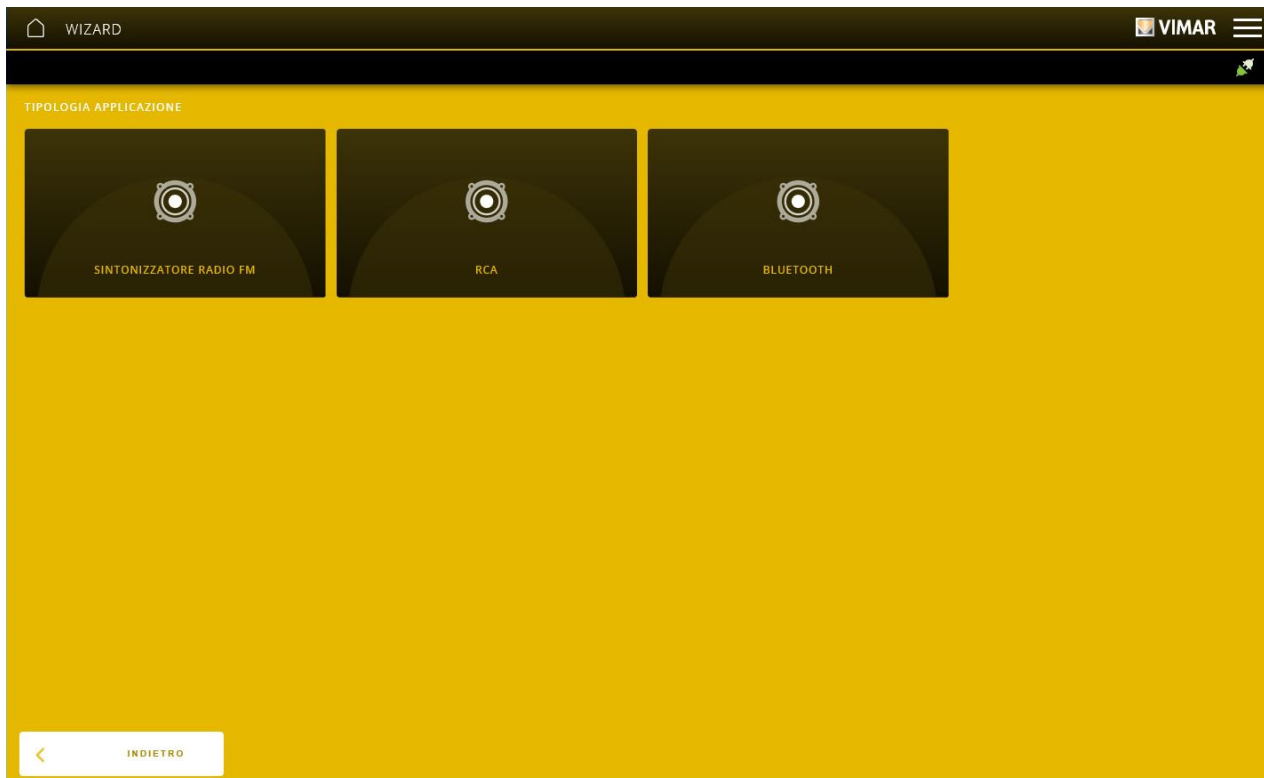 WIZARD
VIMAR
TIPOLOGIA APPLICAZIONE
SINTONIZZATORE RADIO FM
RCA
BLUETOOTH
INDIETRO